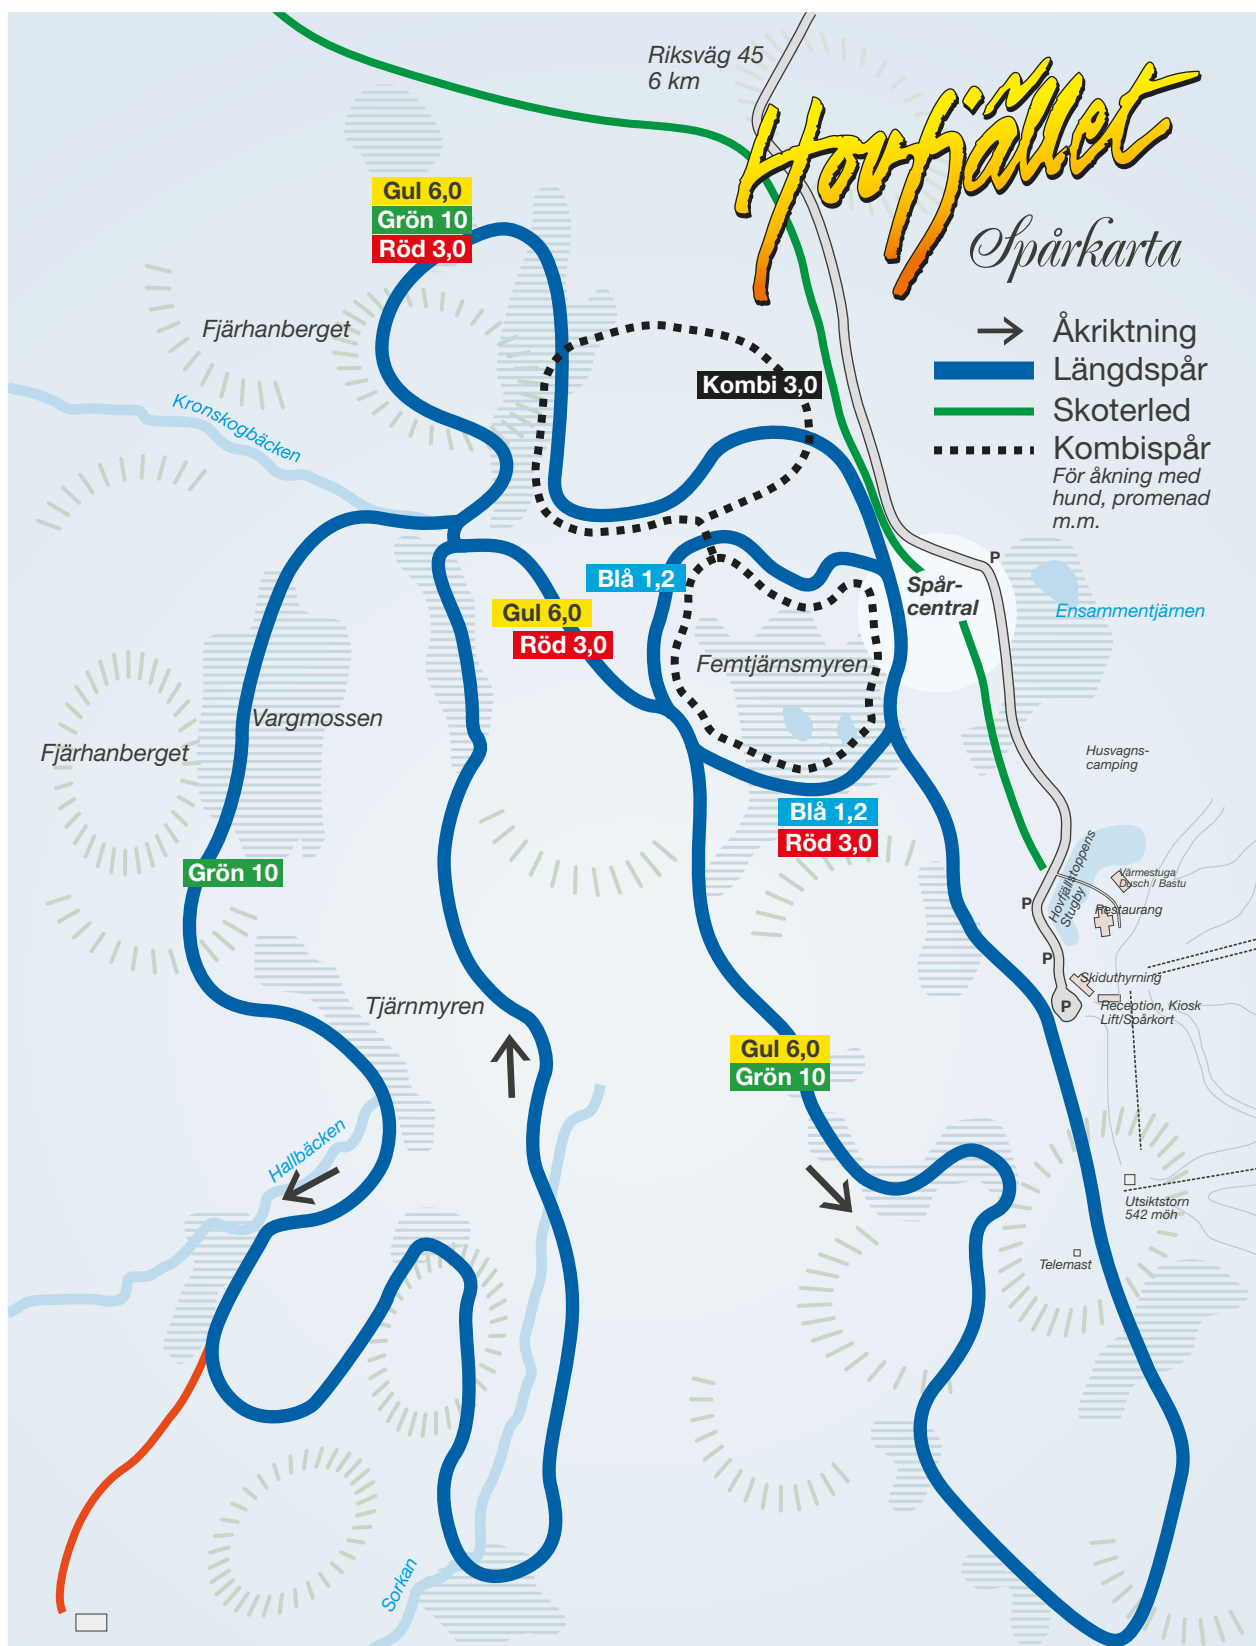 Riksväg 45
6 km
Hovfjället
Spårkarta
Åkriktning
Längdspår
Skoterled
Kombispår
För åkning med
hund, promenad
m.m.
Gul 6,0
Grön 10
Röd 3,0
Fjärhanberget
Kronskogbäcken
Kombi 3,0
Blå 1,2
Gul 6,0
Röd 3,0
Spår-
central
P
Ensammentjärnen
Femtjärnsmyren
Vargmossen
Fjärhanberget
Husvagns-
camping
Blå 1,2
Röd 3,0
Grön 10
Hovfjällstoppens
Stugby
Värmestuga
Dusch / Bastu
P
Restaurang
P
Skiduthyrning
P
Reception, Kiosk
Lift/Spårkort
Tjärnmyren
Gul 6,0
Grön 10
Hallbäcken
Utsiktstorn
542 möh
Telemast
Sorkan